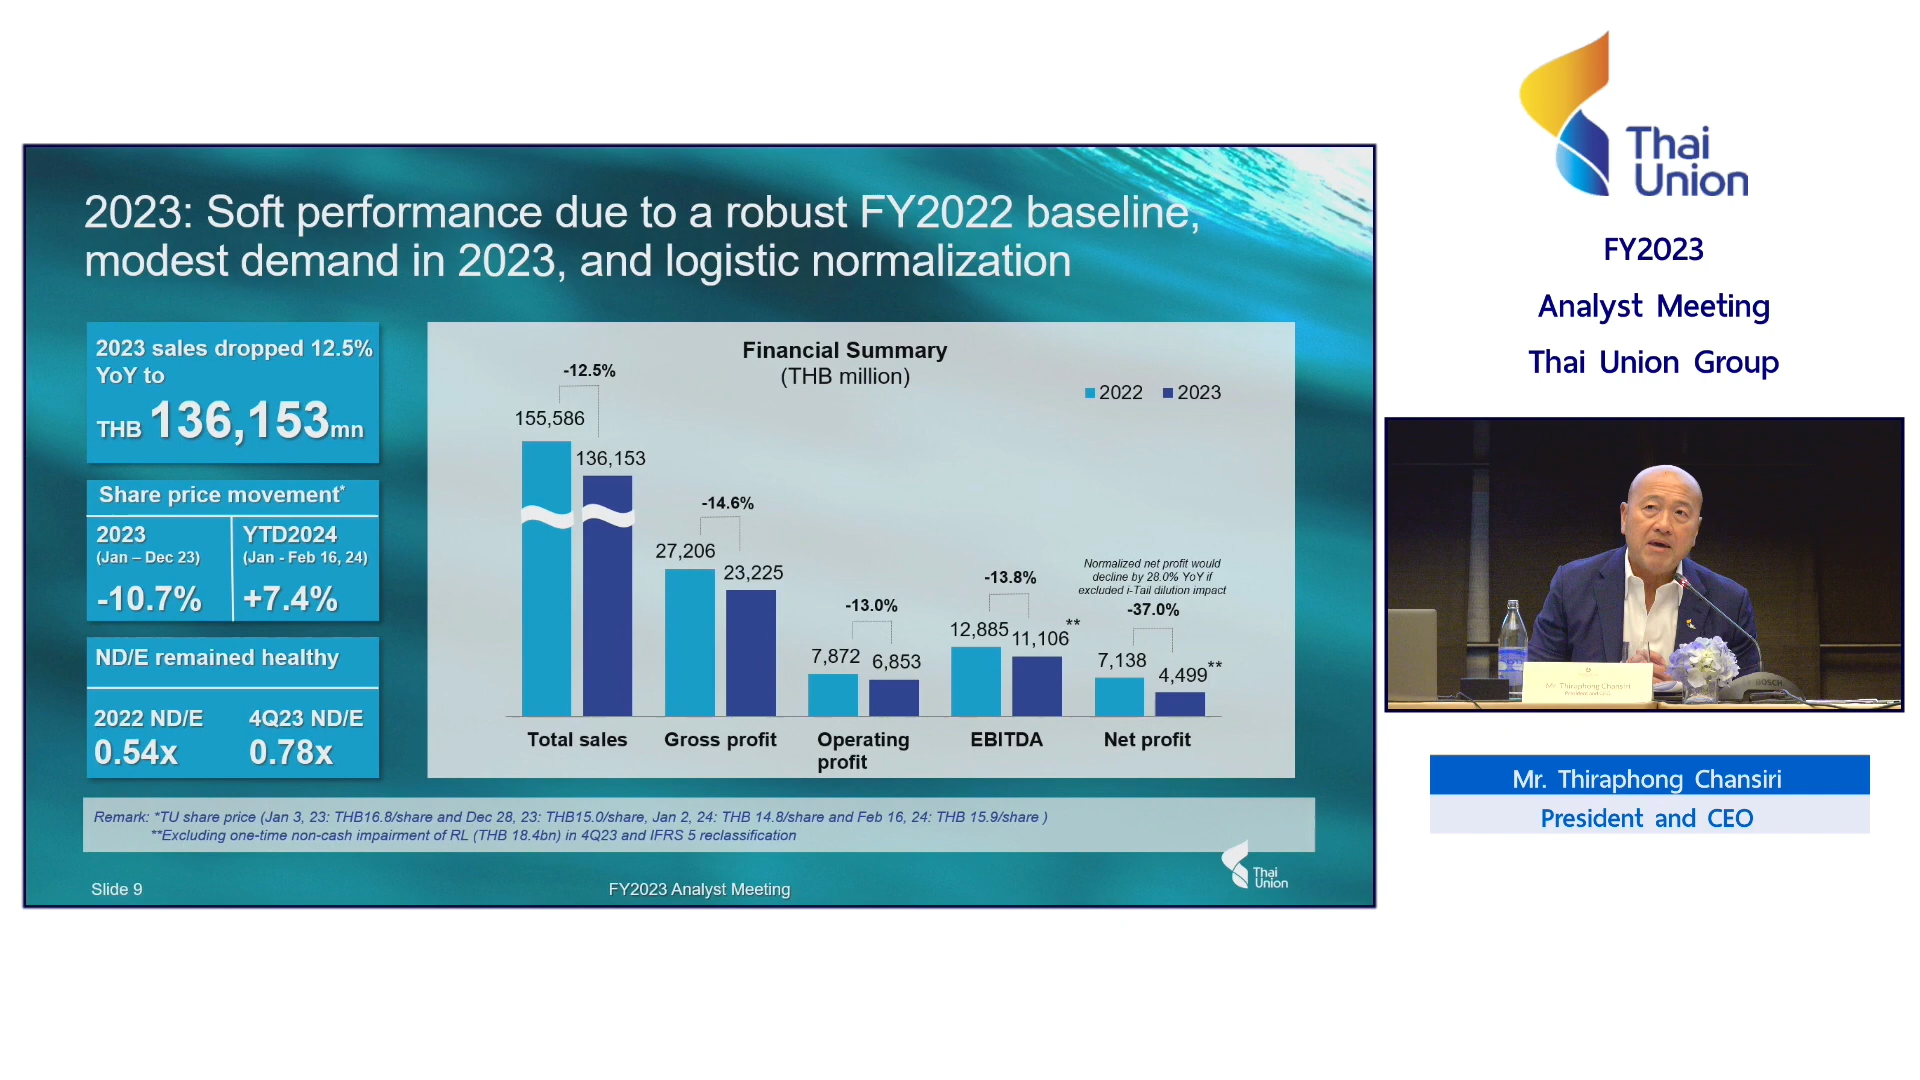 2023: Soft performance due to a robust FY2022 baseline,
modest demand in 2023, and logistic normalization
2023 sales dropped 12.5%
YoY to
THB 136,153mn
Share price movement*
2023
(Jan – Dec 23)
-10.7%
YTD2024
(Jan - Feb 16, 24)
+7.4%
ND/E remained healthy
2022 ND/E
0.54x
4Q23 ND/E
0.78x
Financial Summary
(THB million)
2022 2023
-12.5%
155,586
136,153
-14.6%
27,206
23,225
-13.0%
7,872
6,853
-13.8%
12,885
11,106**
Normalized net profit would
decline by 28.0% YoY if
excluded i-Tail dilution impact
-37.0%
7,138
4,499**
Total sales
Gross profit
Operating
profit
EBITDA
Net profit
Remark: *TU share price (Jan 3, 23: THB16.8/share and Dec 28, 23: THB15.0/share, Jan 2, 24: THB 14.8/share and Feb 16, 24: THB 15.9/share )
**Excluding one-time non-cash impairment of RL (THB 18.4bn) in 4Q23 and IFRS 5 reclassification
Slide 9
FY2023 Analyst Meeting
Thai
Union
Thai
Union
FY2023
Analyst Meeting
Thai Union Group
Mr. Thiraphong Chansiri
President and CEO
BOSCH
Mr. Thiraphong Chansiri
President and CEO